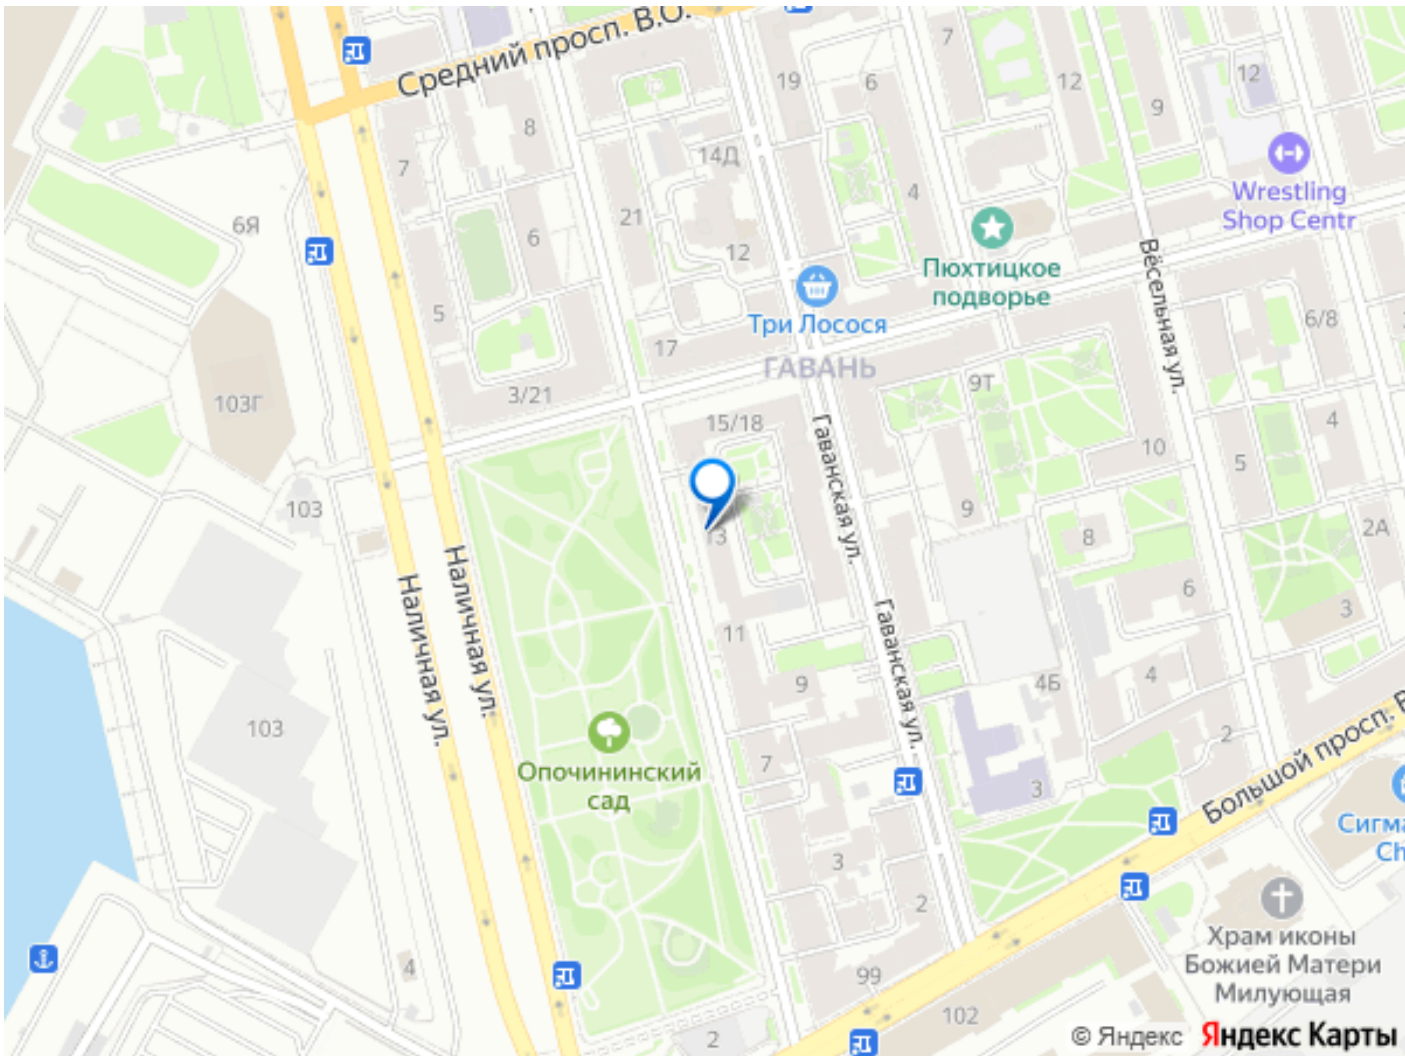 Средний просп. В.О.
7
19
6
12
12
9
8
7
14Д
4
Wrestling
Shop Centr
21
6Я
6
12
Пюхтицкое
подворье
Вёсельная ул.
5
Три Лосося
6/8
17
ГАВАНЬ
9Т
3/21
103Г
15/18
4
Гаванская ул.
10
5
103
9
13
8
2А
Наличная ул.
Наличная ул.
6
3
11
Гаванская ул.
9
4Б
4
103
Опочининский
сад
7
2
Большой просп.
3
Сигма
Ch
3
2
Храм иконы
Божией Матери
Милующая
4
99
102
2
© Яндекс Яндекс Карты